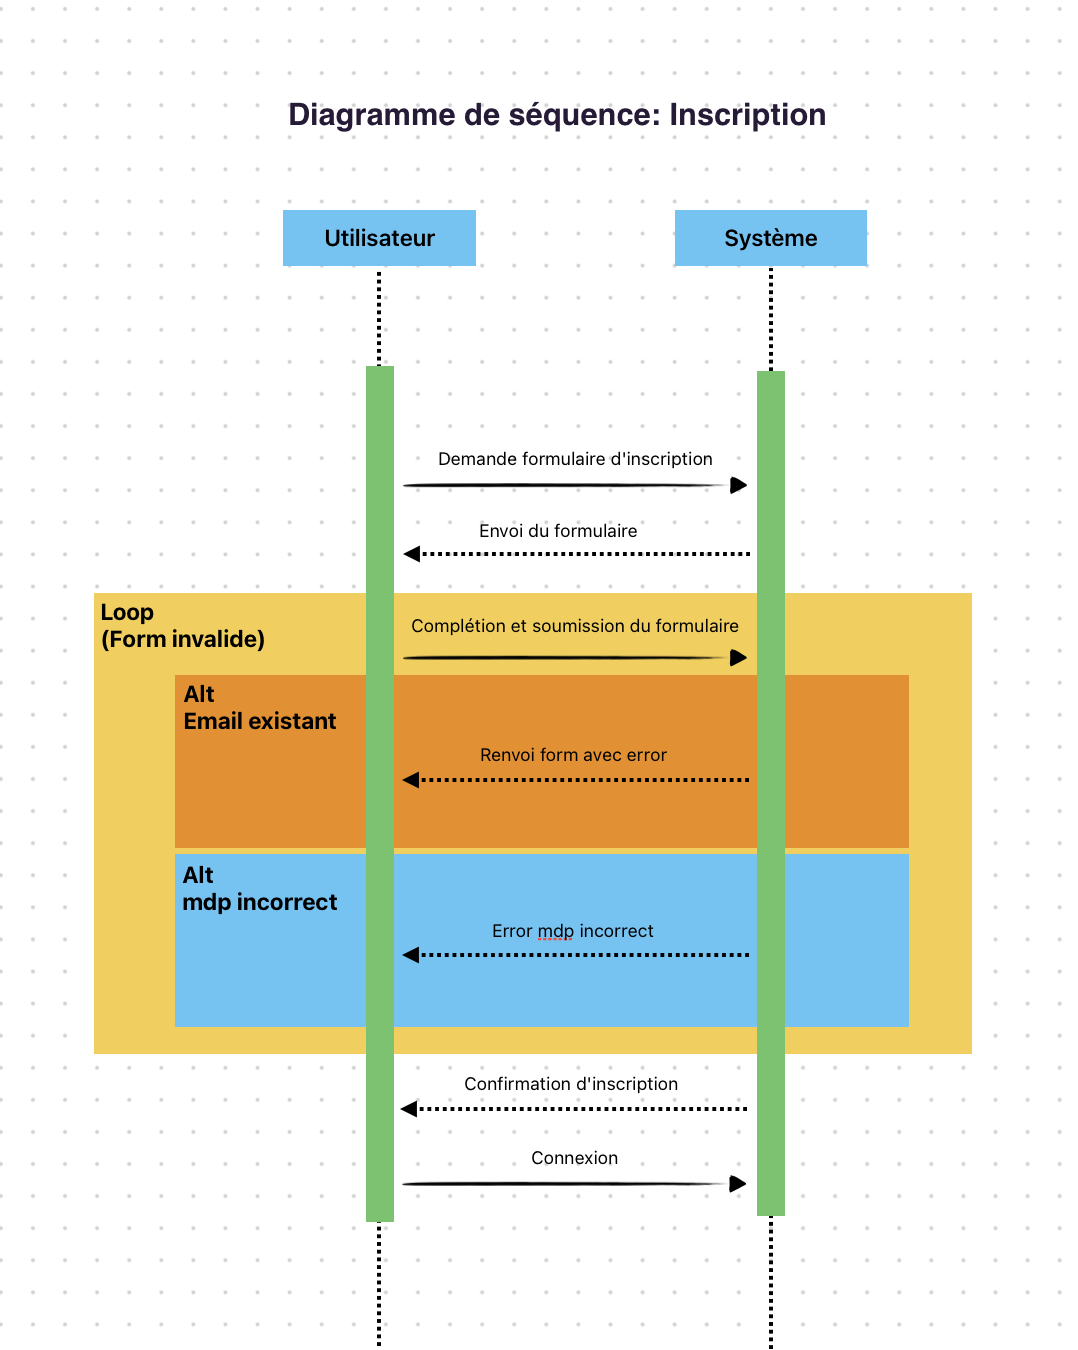 Diagramme de séquence: Inscription
Utilisateur
Système
Demande formulaire d'inscription
Envoi du formulaire
Loop
(Form invalide)
Complétion et soumission du formulaire
Alt
Email existant
Renvoi form avec error
Alt
mdp incorrect
Error mdp incorrect
Confirmation d'inscription
Connexion